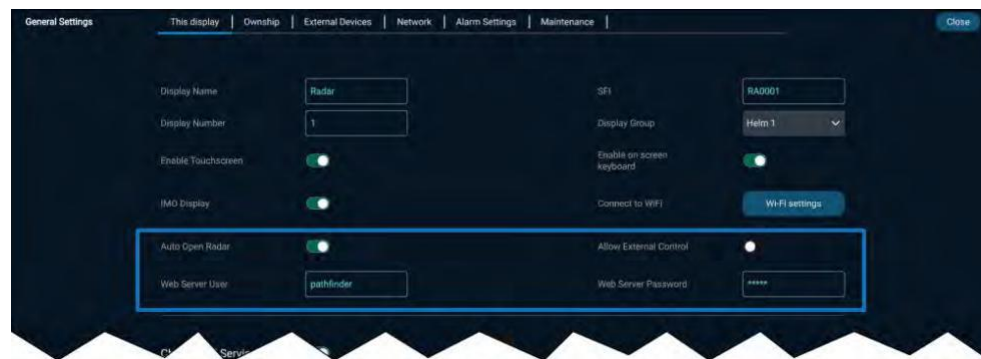 General Settings This display Ownship External Devices Network Alarm Settings Maintenance Close
Display Name Radar SFI RA0001
Display Number 1 Display Group Helm 1
Enable Touchscreen Enable on screen
keyboard
IMO Display Connect to WIFI Wi-Fi settings
Auto Open Radar Allow External Control
Web Server User pathfinder Web Server Password *****